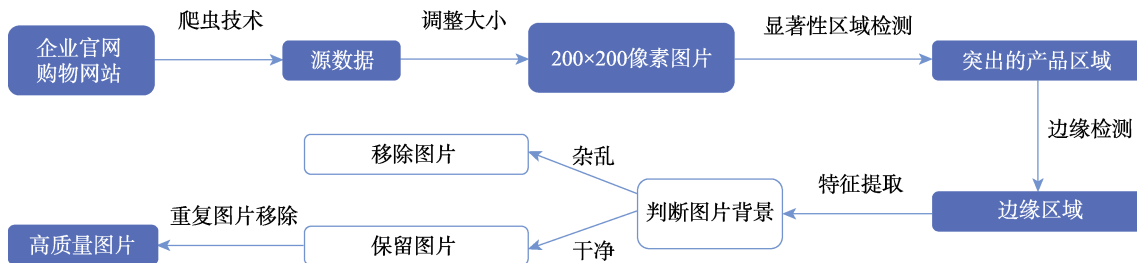 企业官网
购物网站
爬虫技术
源数据
调整大小
200×200像素图片
显著性区域检测
突出的产品区域
边缘检测
边缘区域
特征提取
判断图片背景
杂乱
移除图片
干净
保留图片
重复图片移除
高质量图片